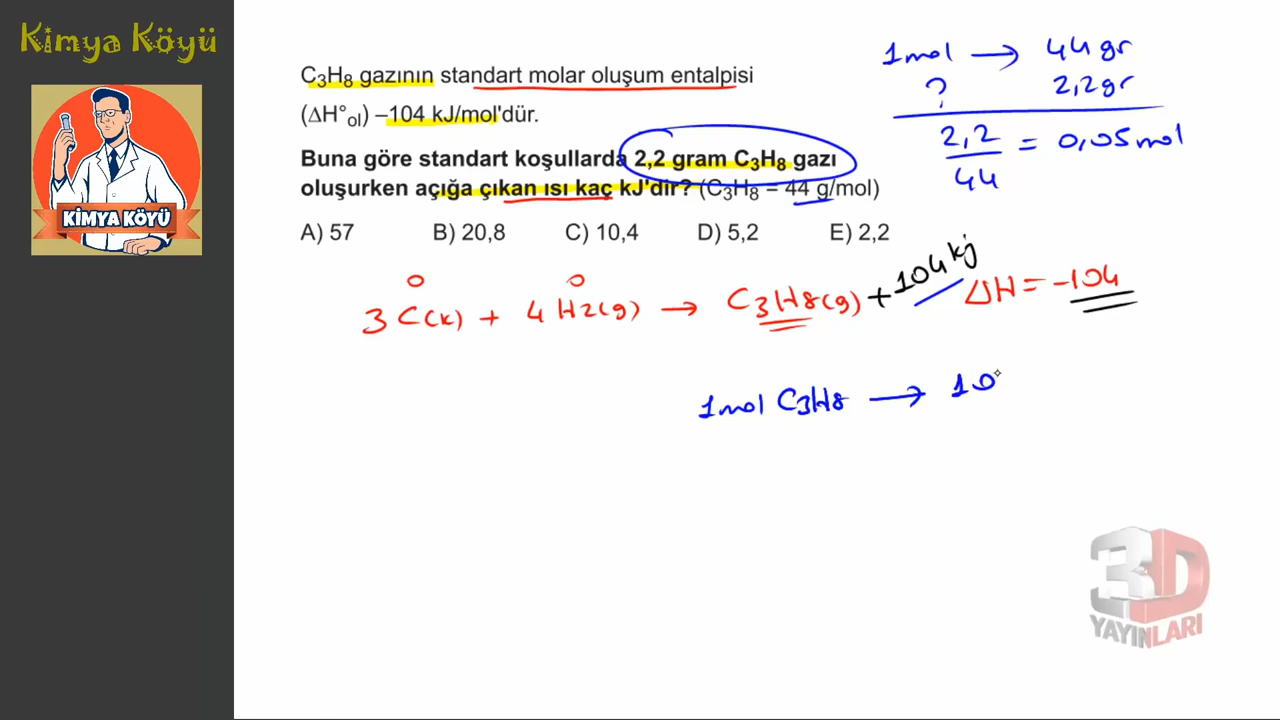 Kimya Köyü
KİMYA KÖYÜ
C₃H₈ gazının standart molar oluşum entalpisi
(ΔH°ol) –104 kJ/mol'dür.
Buna göre standart koşullarda 2,2 gram C₃H₈ gazı
oluşurken açığa çıkan ısı kaç kJ'dir? (C₃H₈ = 44 g/mol)
A) 57 B) 20,8 C) 10,4 D) 5,2 E) 2,2
1mol → 44gr
? 2,2gr
2,2/44 = 0,05mol
0 0
3C(k) + 4H2(g) → C3H8(g) + 104kj ΔH = -104
1mol C3H8 → 10
3D
YAYINLARI